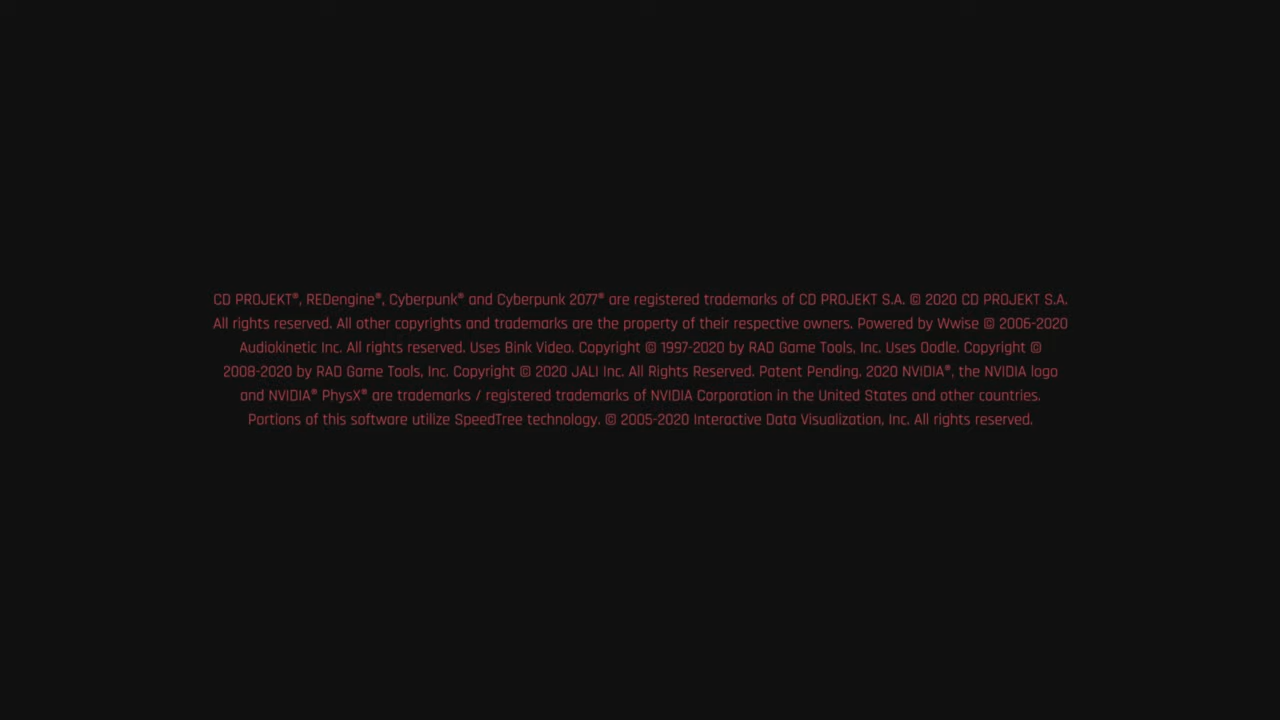 CD PROJEKT®, REDengine®, Cyberpunk® and Cyberpunk 2077® are registered trademarks of CD PROJEKT S.A. © 2020 CD PROJEKT S.A.
All rights reserved. All other copyrights and trademarks are the property of their respective owners. Powered by Wwise © 2006-2020
Audiokinetic Inc. All rights reserved. Uses Bink Video. Copyright © 1997-2020 by RAD Game Tools, Inc. Uses Oodle. Copyright ©
2008-2020 by RAD Game Tools, Inc. Copyright © 2020 JALI Inc. All Rights Reserved. Patent Pending. 2020 NVIDIA®, the NVIDIA logo
and NVIDIA® PhysX® are trademarks / registered trademarks of NVIDIA Corporation in the United States and other countries.
Portions of this software utilize SpeedTree technology. © 2005-2020 Interactive Data Visualization, Inc. All rights reserved.